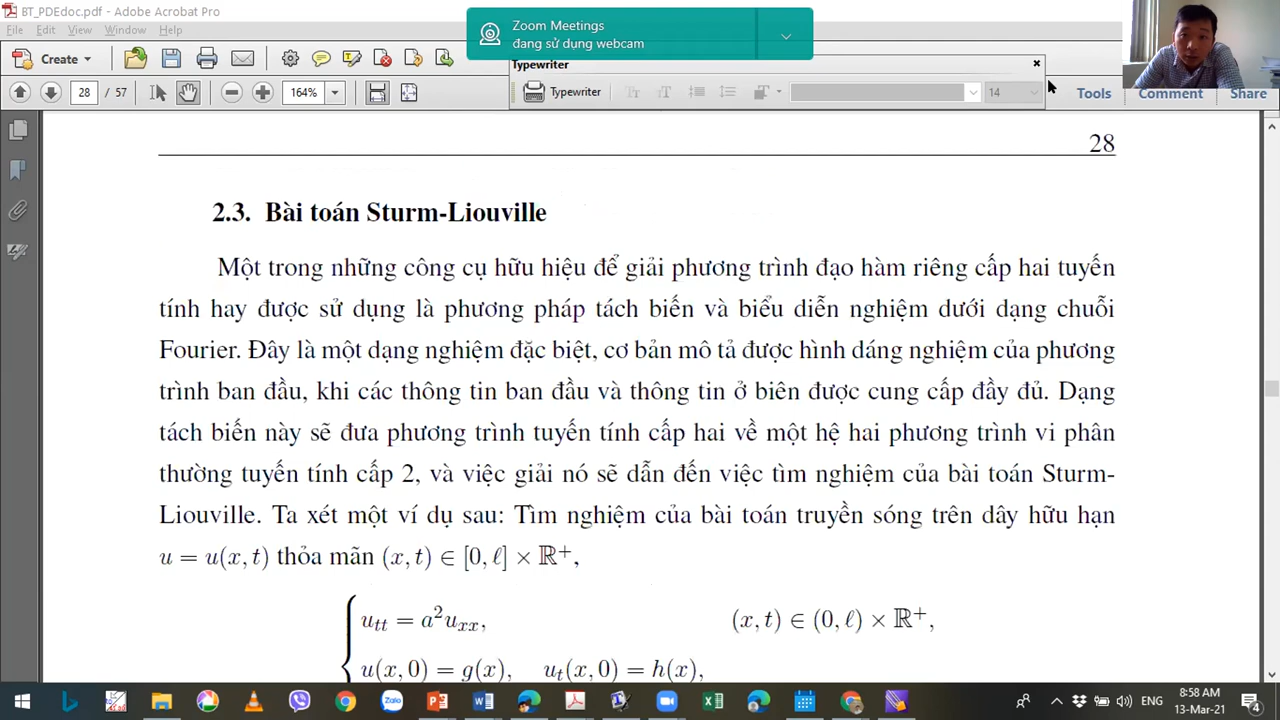 BT_PDEdoc.pdf - Adobe Acrobat Pro
File Edit View Window Help
Zoom Meetings
đang sử dụng webcam
Create
Typewriter
28 / 57
164%
Typewriter
14
Tools Comment Share
28
2.3. Bài toán Sturm-Liouville
Một trong những công cụ hữu hiệu để giải phương trình đạo hàm riêng cấp hai tuyến
tính hay được sử dụng là phương pháp tách biến và biểu diễn nghiệm dưới dạng chuỗi
Fourier. Đây là một dạng nghiệm đặc biệt, cơ bản mô tả được hình dáng nghiệm của phương
trình ban đầu, khi các thông tin ban đầu và thông tin ở biên được cung cấp đầy đủ. Dạng
tách biến này sẽ đưa phương trình tuyến tính cấp hai về một hệ hai phương trình vi phân
thường tuyến tính cấp 2, và việc giải nó sẽ dẫn đến việc tìm nghiệm của bài toán Sturm-
Liouville. Ta xét một ví dụ sau: Tìm nghiệm của bài toán truyền sóng trên dây hữu hạn
u = u(x, t) thỏa mãn (x, t) ∈ [0, ℓ] × ℝ⁺,
uₜₜ = a²uₓₓ, (x, t) ∈ (0, ℓ) × ℝ⁺,
u(x, 0) = g(x), uₜ(x, 0) = h(x),
Zalo
ENG
8:58 AM
13-Mar-21
4